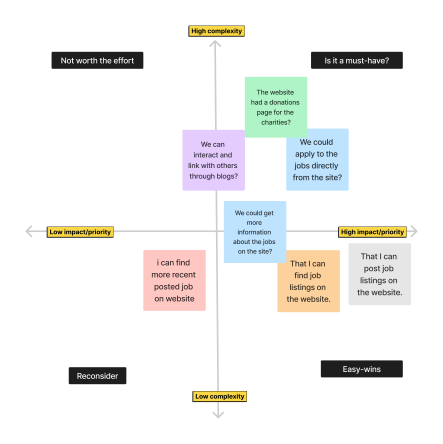 High complexity
Not worth the effort
Is it a must-have?
The website
had a donations
page for the
charities?
We can
interact and
link with others
through blogs?
We could
apply to the
jobs directly
from the site?
We could get
more
information
about the jobs
on the site?
Low impact/priority
High impact/priority
i can find
more recent
posted job
on website
That I can
find job
listings on
the website.
That I can
post job
listings on
the website.
Reconsider
Easy-wins
Low complexity